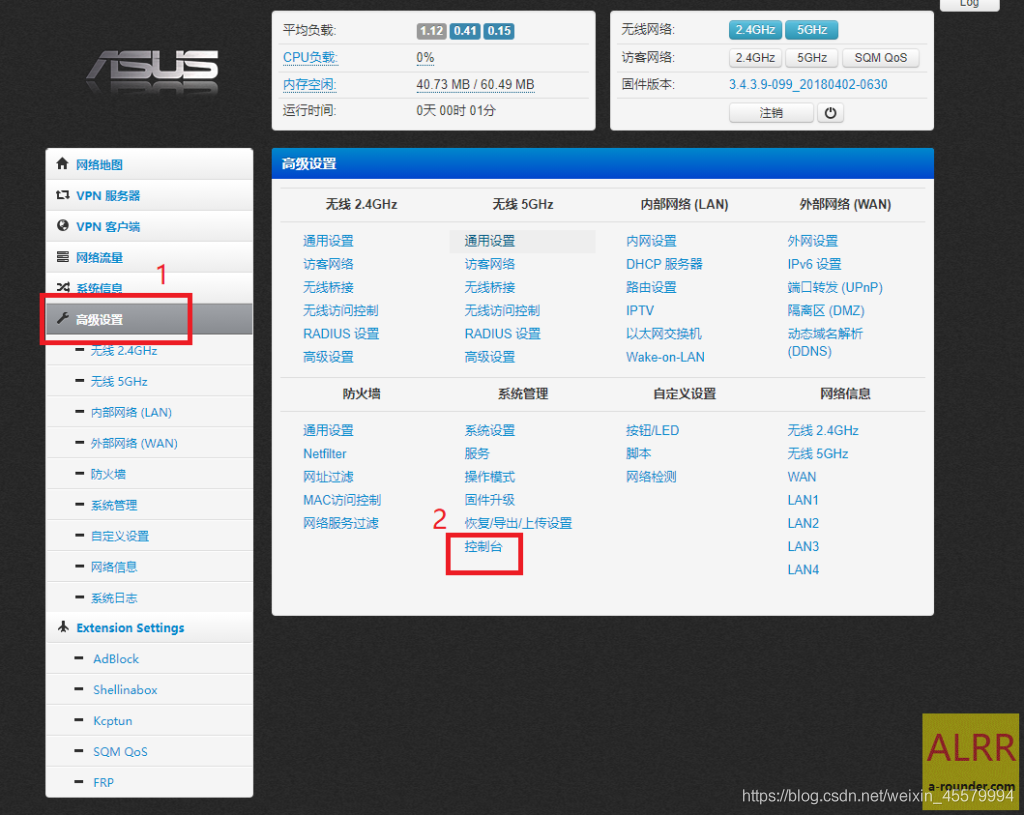 Log
ASUS
平均负载: 1.12 0.41 0.15
CPU负载: 0%
内存空闲: 40.73 MB / 60.49 MB
运行时间: 0天 00时 01分
无线网络: 2.4GHz 5GHz
访客网络: 2.4GHz 5GHz SQM QoS
固件版本: 3.4.3.9-099_20180402-0630
注销
网络地图
VPN 服务器
VPN 客户端
网络流量
系统信息
1
高级设置
无线 2.4GHz
无线 5GHz
内部网络 (LAN)
外部网络 (WAN)
防火墙
系统管理
自定义设置
网络信息
系统日志
Extension Settings
AdBlock
Shellinabox
Kcptun
SQM QoS
FRP
高级设置
无线 2.4GHz
通用设置
访客网络
无线桥接
无线访问控制
RADIUS 设置
高级设置
无线 5GHz
通用设置
访客网络
无线桥接
无线访问控制
RADIUS 设置
高级设置
内部网络 (LAN)
内网设置
DHCP 服务器
路由设置
IPTV
以太网交换机
Wake-on-LAN
外部网络 (WAN)
外网设置
IPv6 设置
端口转发 (UPnP)
隔离区 (DMZ)
动态域名解析
(DDNS)
防火墙
通用设置
Netfilter
网址过滤
MAC访问控制
网络服务过滤
系统管理
系统设置
服务
操作模式
固件升级
2
恢复/导出/上传设置
控制台
自定义设置
按钮/LED
脚本
网络检测
网络信息
无线 2.4GHz
无线 5GHz
WAN
LAN1
LAN2
LAN3
LAN4
ALRR
a-rounder.com
https://blog.csdn.net/weixin_45579994